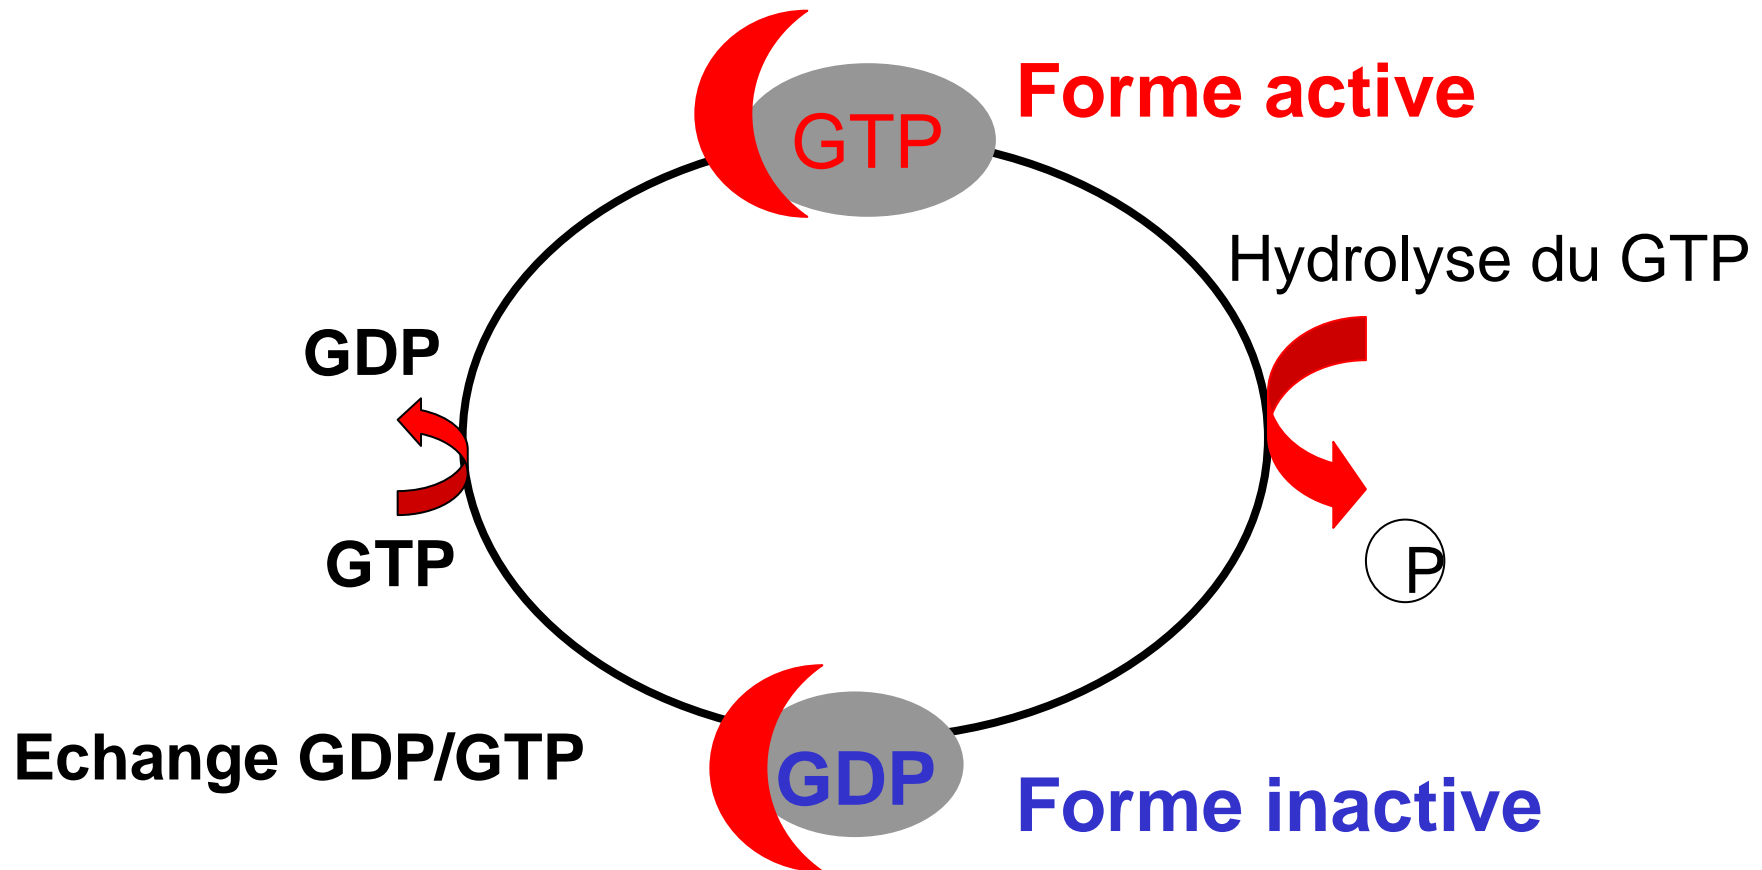 GTP
Forme active
Hydrolyse du GTP
GDP
GTP
P
Echange GDP/GTP
GDP
Forme inactive